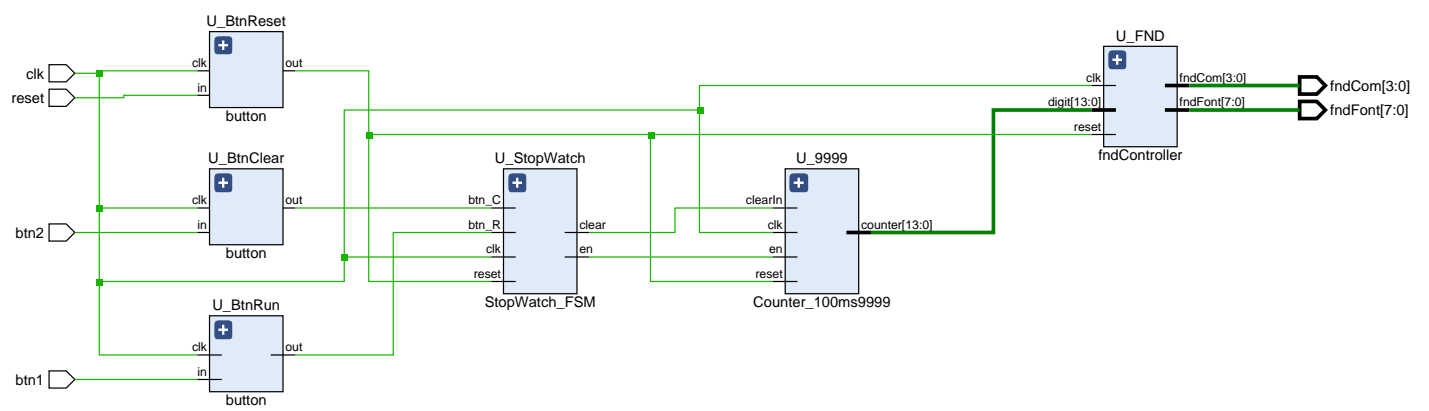 U_BtnReset
clk
in
out
button
clk
reset
U_FND
clk
digit[13:0]
reset
fndCom[3:0]
fndFont[7:0]
fndController
fndCom[3:0]
fndFont[7:0]
U_BtnClear
clk
in
out
button
btn2
U_StopWatch
btn_C
btn_R
clk
reset
clear
en
StopWatch_FSM
U_9999
clearIn
clk
en
reset
counter[13:0]
Counter_100ms9999
U_BtnRun
clk
in
out
button
btn1